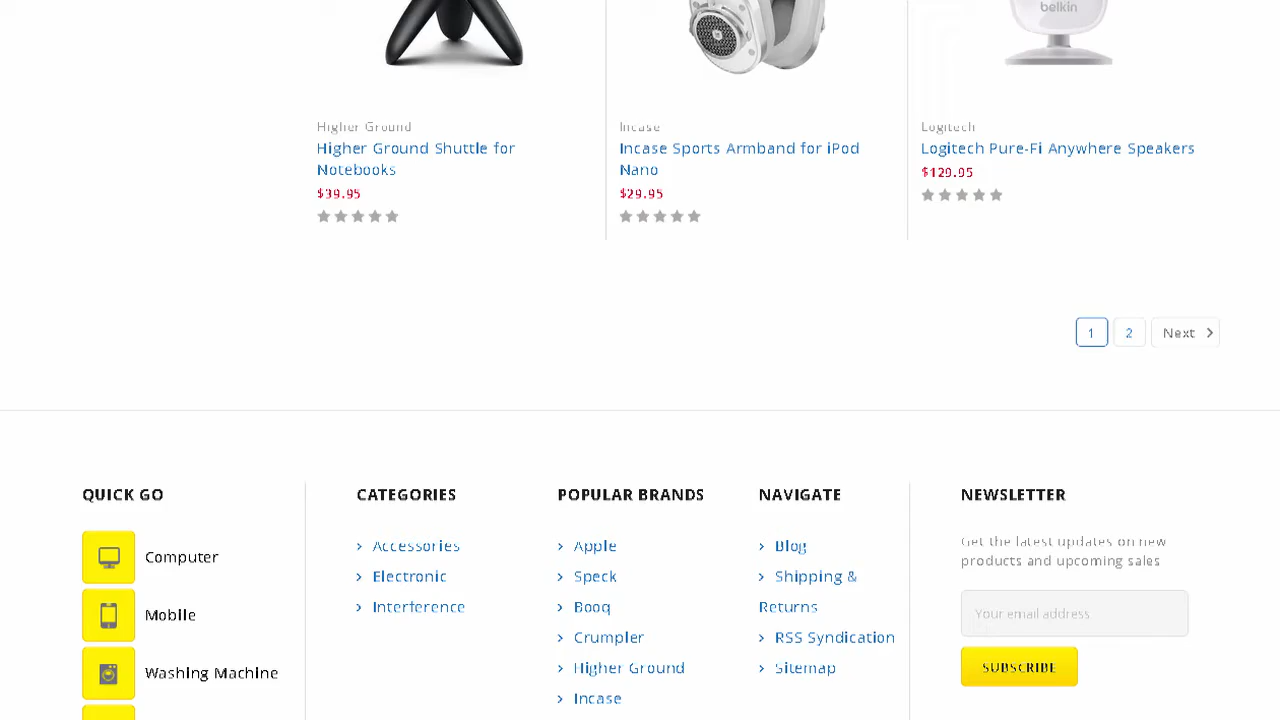 belkin
Higher Ground
Higher Ground Shuttle for
Notebooks
$39.95
Incase
Incase Sports Armband for iPod
Nano
$29.95
Logitech
Logitech Pure-Fi Anywhere Speakers
$129.95
1 2 Next
QUICK GO
Computer
Mobile
Washing Machine
CATEGORIES
Accessories
Electronic
Interference
POPULAR BRANDS
Apple
Speck
Booq
Crumpler
Higher Ground
Incase
NAVIGATE
Blog
Shipping &
Returns
RSS Syndication
Sitemap
NEWSLETTER
Get the latest updates on new
products and upcoming sales
Your email address
SUBSCRIBE